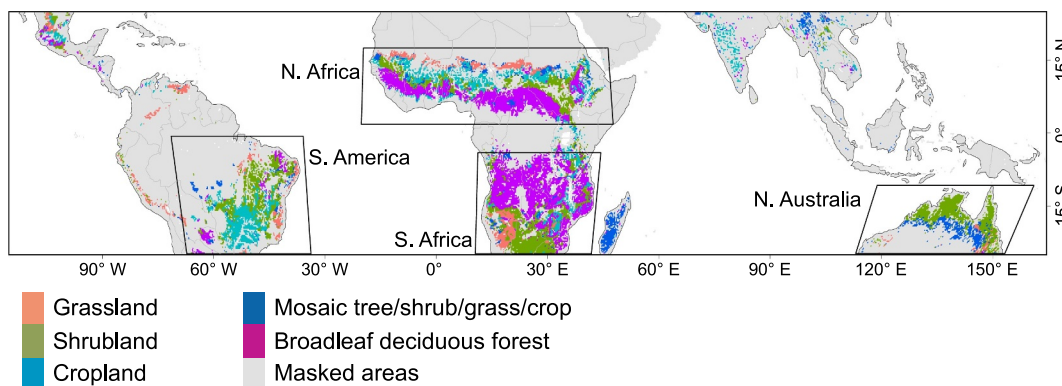 N. Africa
15° N
0°
S. America
N. Australia
15° S
S. Africa
90° W
60° W
30° W
0°
30° E
60° E
90° E
120° E
150° E
Grassland
Mosaic tree/shrub/grass/crop
Shrubland
Broadleaf deciduous forest
Cropland
Masked areas